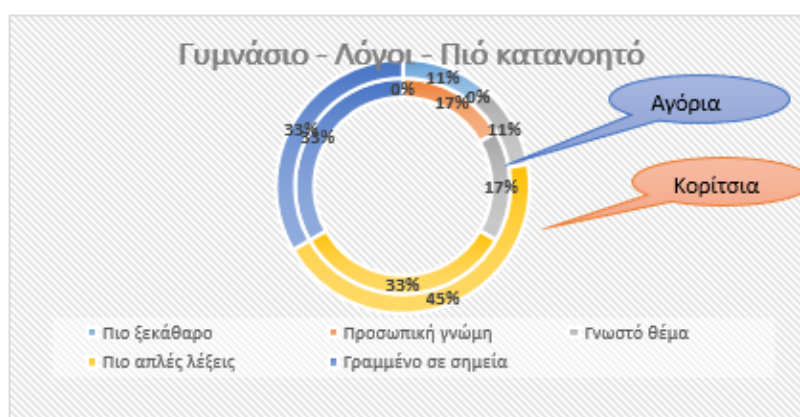 Γυμνάσιο - Λόγοι - Πιό κατανοητό
0% 11% 0%
17%
33% 11%
33%
17%
33%
45%
Αγόρια
Κορίτσια
Πιο ξεκάθαρο Προσωπική γνώμη Γνωστό θέμα
Πιο απλές λέξεις Γραμμένο σε σημεία